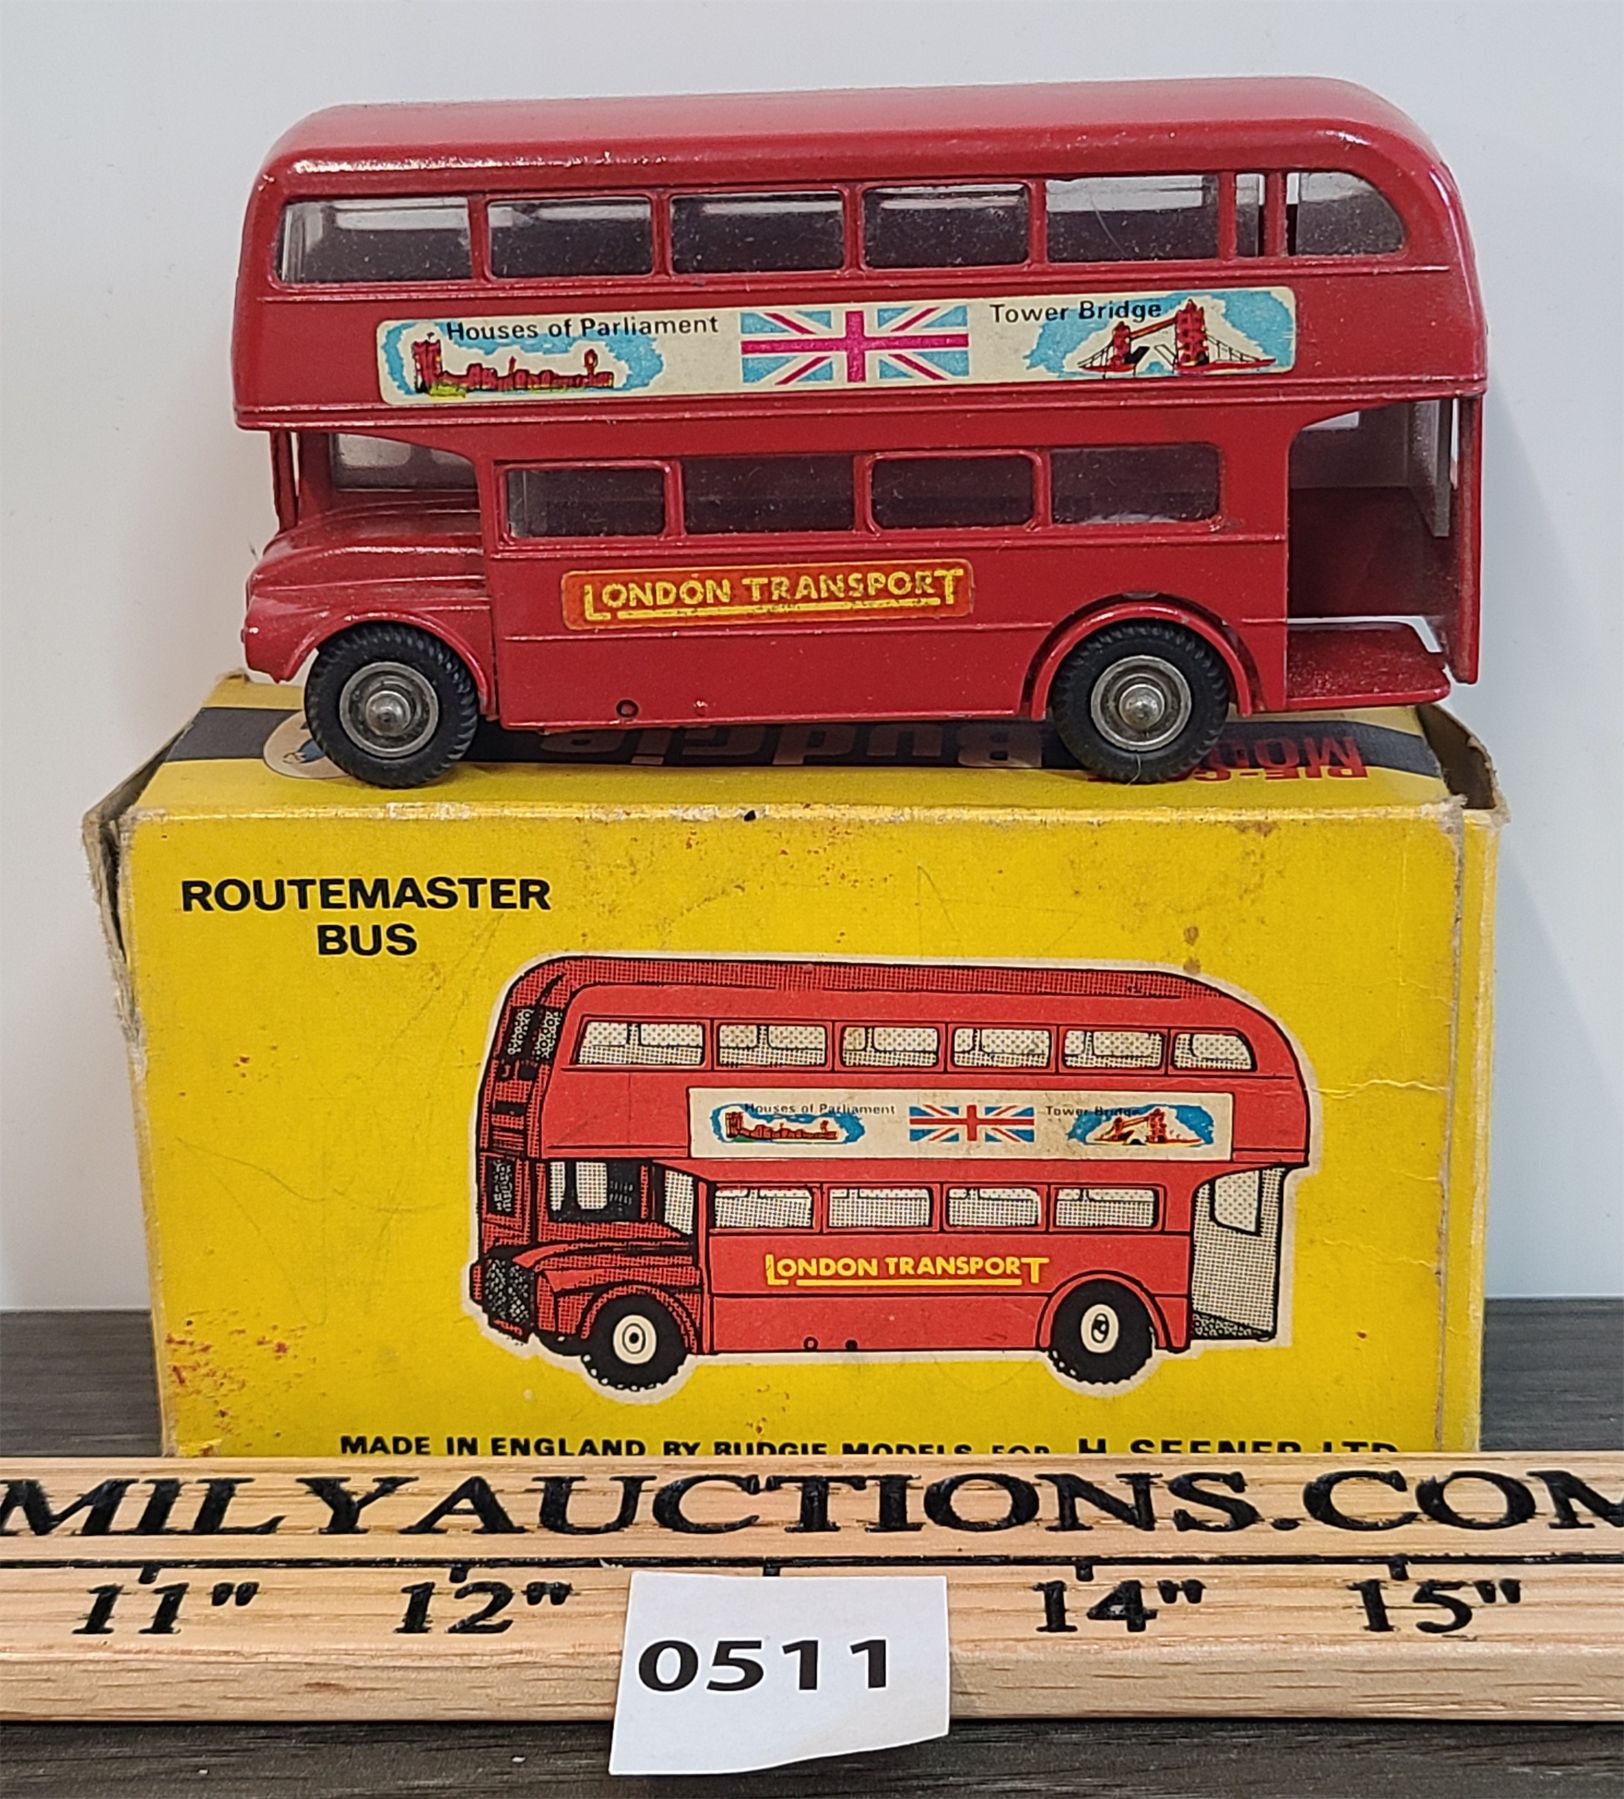 Houses of Parliament
Tower Bridge
LONDON TRANSPORT
Budgie
ROUTEMASTER
BUS
Houses of Parliament
Tower Bridge
LONDON TRANSPORT
MADE IN ENGLAND BY BUDGIE MODELS FOR H. SEENER LTD
MILYAUCTIONS.COM
11" 12" 14" 15"
0511